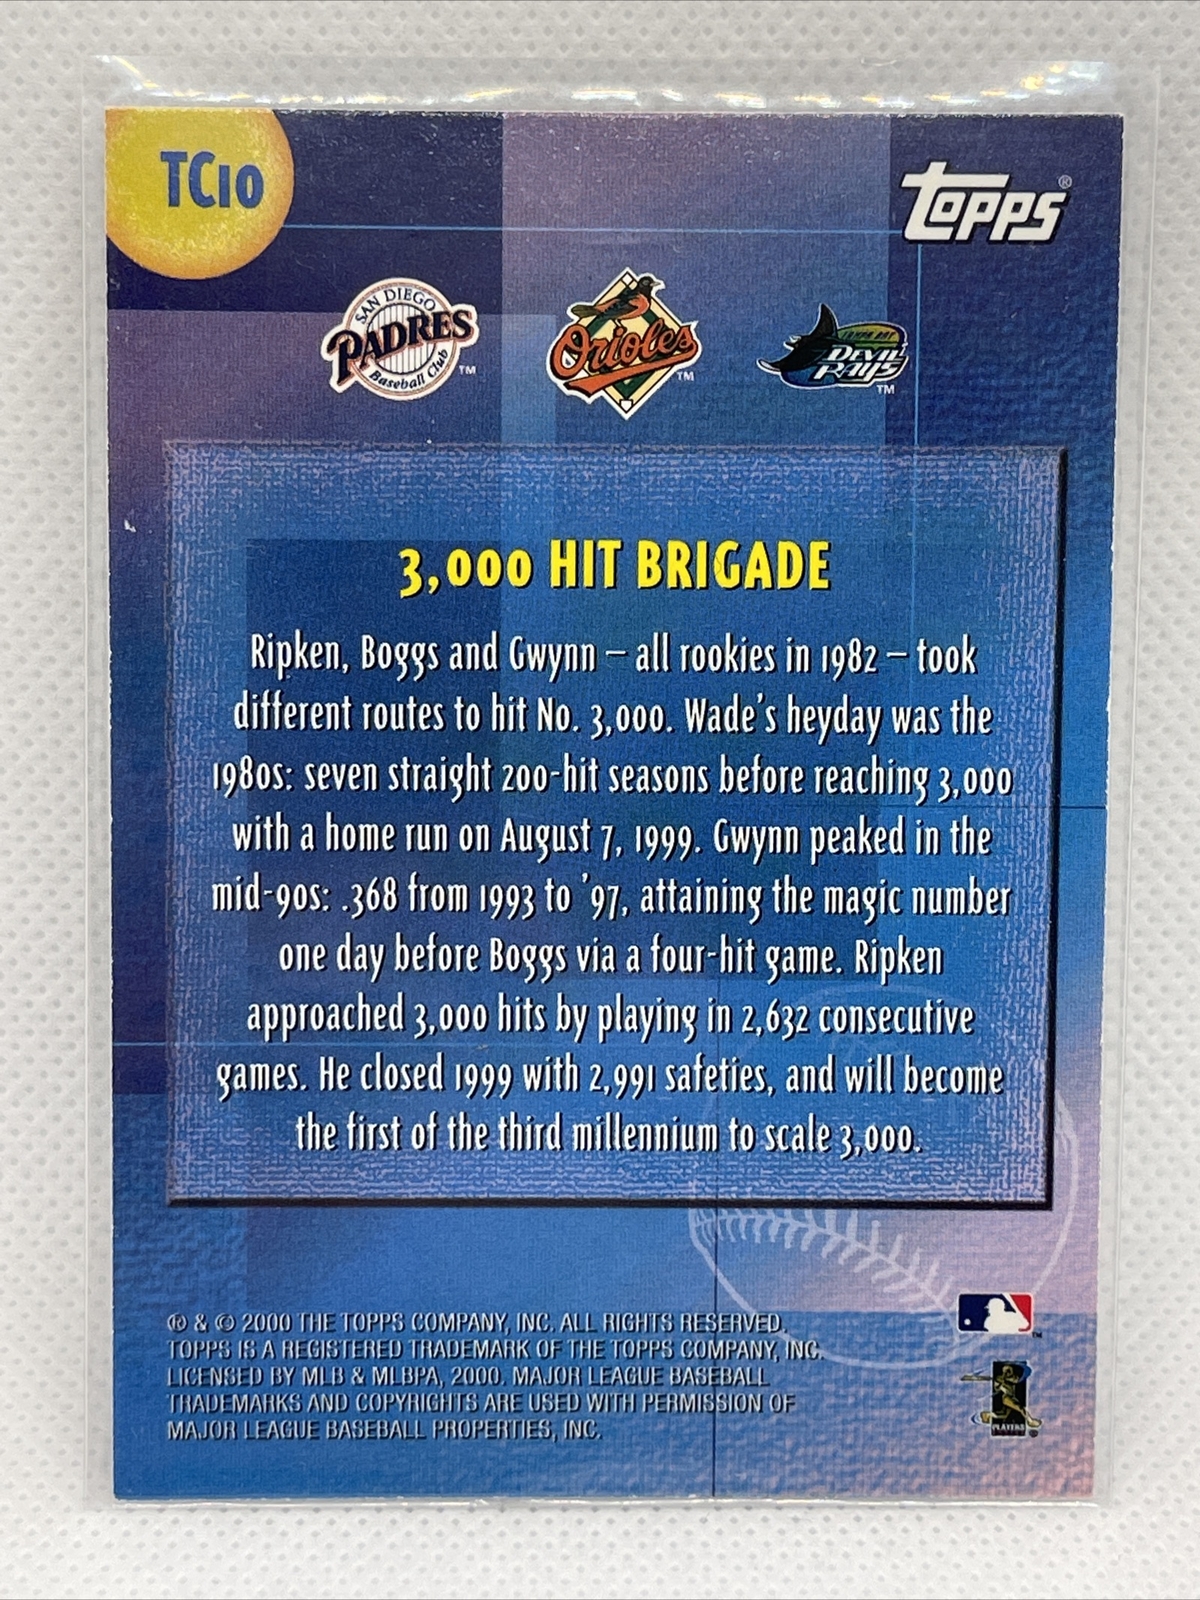 TC10
Topps®
SAN DIEGO
PADRES
Baseball Club
TM
Orioles
TM
TAMPA BAY
DEVIL
RAYS
TM
3,000 HIT BRIGADE
Ripken, Boggs and Gwynn – all rookies in 1982 – took
different routes to hit No. 3,000. Wade's heyday was the
1980s: seven straight 200-hit seasons before reaching 3,000
with a home run on August 7, 1999. Gwynn peaked in the
mid-90s: .368 from 1993 to '97, attaining the magic number
one day before Boggs via a four-hit game. Ripken
approached 3,000 hits by playing in 2,632 consecutive
games. He closed 1999 with 2,991 safeties, and will become
the first of the third millennium to scale 3,000.
® & © 2000 THE TOPPS COMPANY, INC. ALL RIGHTS RESERVED.
TOPPS IS A REGISTERED TRADEMARK OF THE TOPPS COMPANY, INC.
LICENSED BY MLB & MLBPA, 2000. MAJOR LEAGUE BASEBALL
TRADEMARKS AND COPYRIGHTS ARE USED WITH PERMISSION OF
MAJOR LEAGUE BASEBALL PROPERTIES, INC.
TM
PLAYERS
®